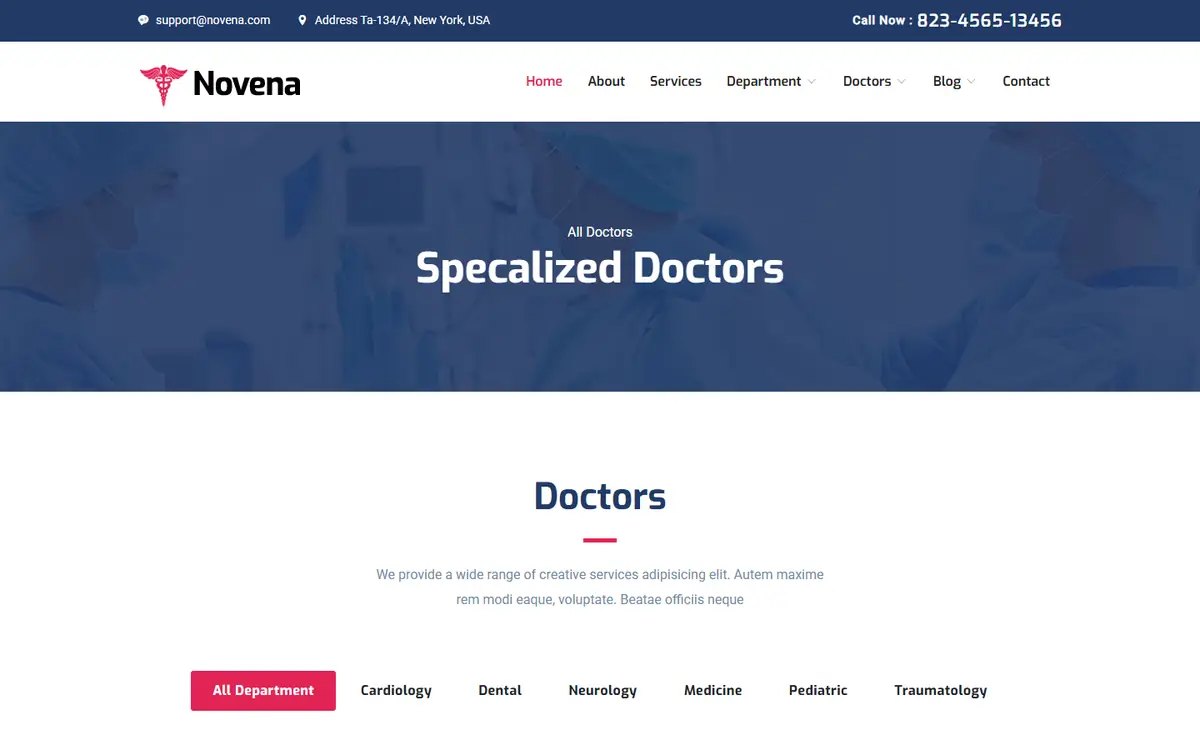 support@novena.com
Address Ta-134/A, New York, USA
Call Now : 823-4565-13456
Novena
Home
About
Services
Department
Doctors
Blog
Contact
All Doctors
Specalized Doctors
Doctors
We provide a wide range of creative services adipisicing elit. Autem maxime
rem modi eaque, voluptate. Beatae officiis neque
All Department
Cardiology
Dental
Neurology
Medicine
Pediatric
Traumatology